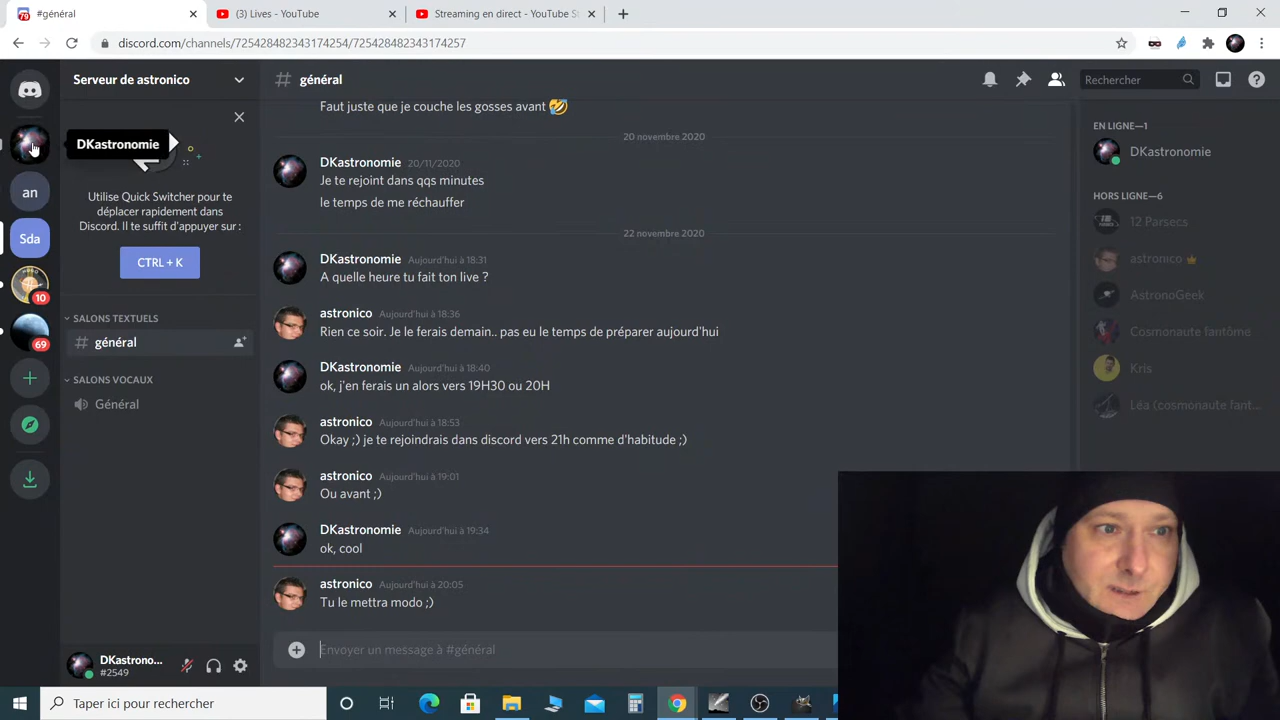 79
#général
(3) Lives - YouTube
Streaming en direct - YouTube St
discord.com/channels/725428482343174254/725428482343174257
Serveur de astronico
# général
Rechercher
DKastronomie
an
Sda
10
69
Utilise Quick Switcher pour te
déplacer rapidement dans
Discord. Il te suffit d'appuyer sur :
CTRL + K
SALONS TEXTUELS
# général
SALONS VOCAUX
Général
DKastrono...
#2549
Faut juste que je couche les gosses avant 🤣
20 novembre 2020
DKastronomie 20/11/2020
Je te rejoint dans qqs minutes
le temps de me réchauffer
22 novembre 2020
DKastronomie Aujourd'hui à 18:31
A quelle heure tu fait ton live ?
astronico Aujourd'hui à 18:36
Rien ce soir. Je le ferais demain.. pas eu le temps de préparer aujourd'hui
DKastronomie Aujourd'hui à 18:40
ok, j'en ferais un alors vers 19H30 ou 20H
astronico Aujourd'hui à 18:53
Okay ;) je te rejoindrais dans discord vers 21h comme d'habitude ;)
astronico Aujourd'hui à 19:01
Ou avant ;)
DKastronomie Aujourd'hui à 19:34
ok, cool
astronico Aujourd'hui à 20:05
Tu le mettra modo ;)
Envoyer un message à #général
EN LIGNE—1
DKastronomie
HORS LIGNE—6
12 Parsecs
astronico
AstronoGeek
Cosmonaute fantôme
Kris
Léa (cosmonaute fant...
Taper ici pour rechercher